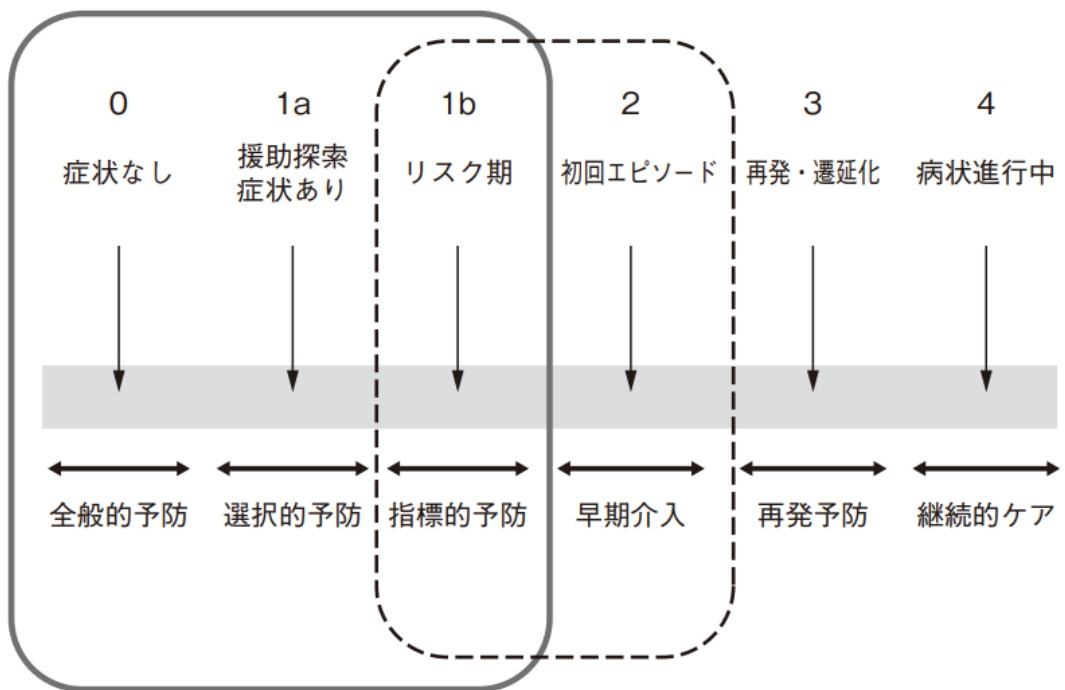 0
1a
1b
2
3
4
症状なし
援助探索
症状あり
リスク期
初回エピソード
再発・遷延化
病状進行中
全般的予防
選択的予防
指標的予防
早期介入
再発予防
継続的ケア